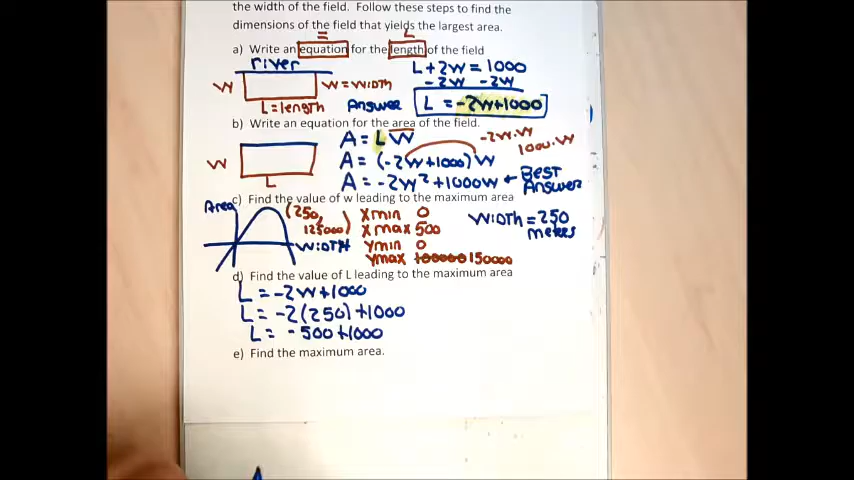 the width of the field. Follow these steps to find the
dimensions of the field that yields the largest area.
= L
a) Write an equation for the length of the field
river
L+2W = 1000
-2W -2W
W W=WIDTH
L=length
Answer L = -2W+1000
b) Write an equation for the area of the field.
A = LW
-2W·W
1000·W
W
A = (-2W+1000)W
L
A = -2W²+1000W ← BEST Answer
c) Find the value of w leading to the maximum area
Area
(250, 125000)
WIDTH
Xmin 0
Xmax 500
Ymin 0
Ymax 100000 150000
WIDTH = 250 meters
d) Find the value of L leading to the maximum area
L = -2W+1000
L = -2(250)+1000
L = -500+1000
e) Find the maximum area.